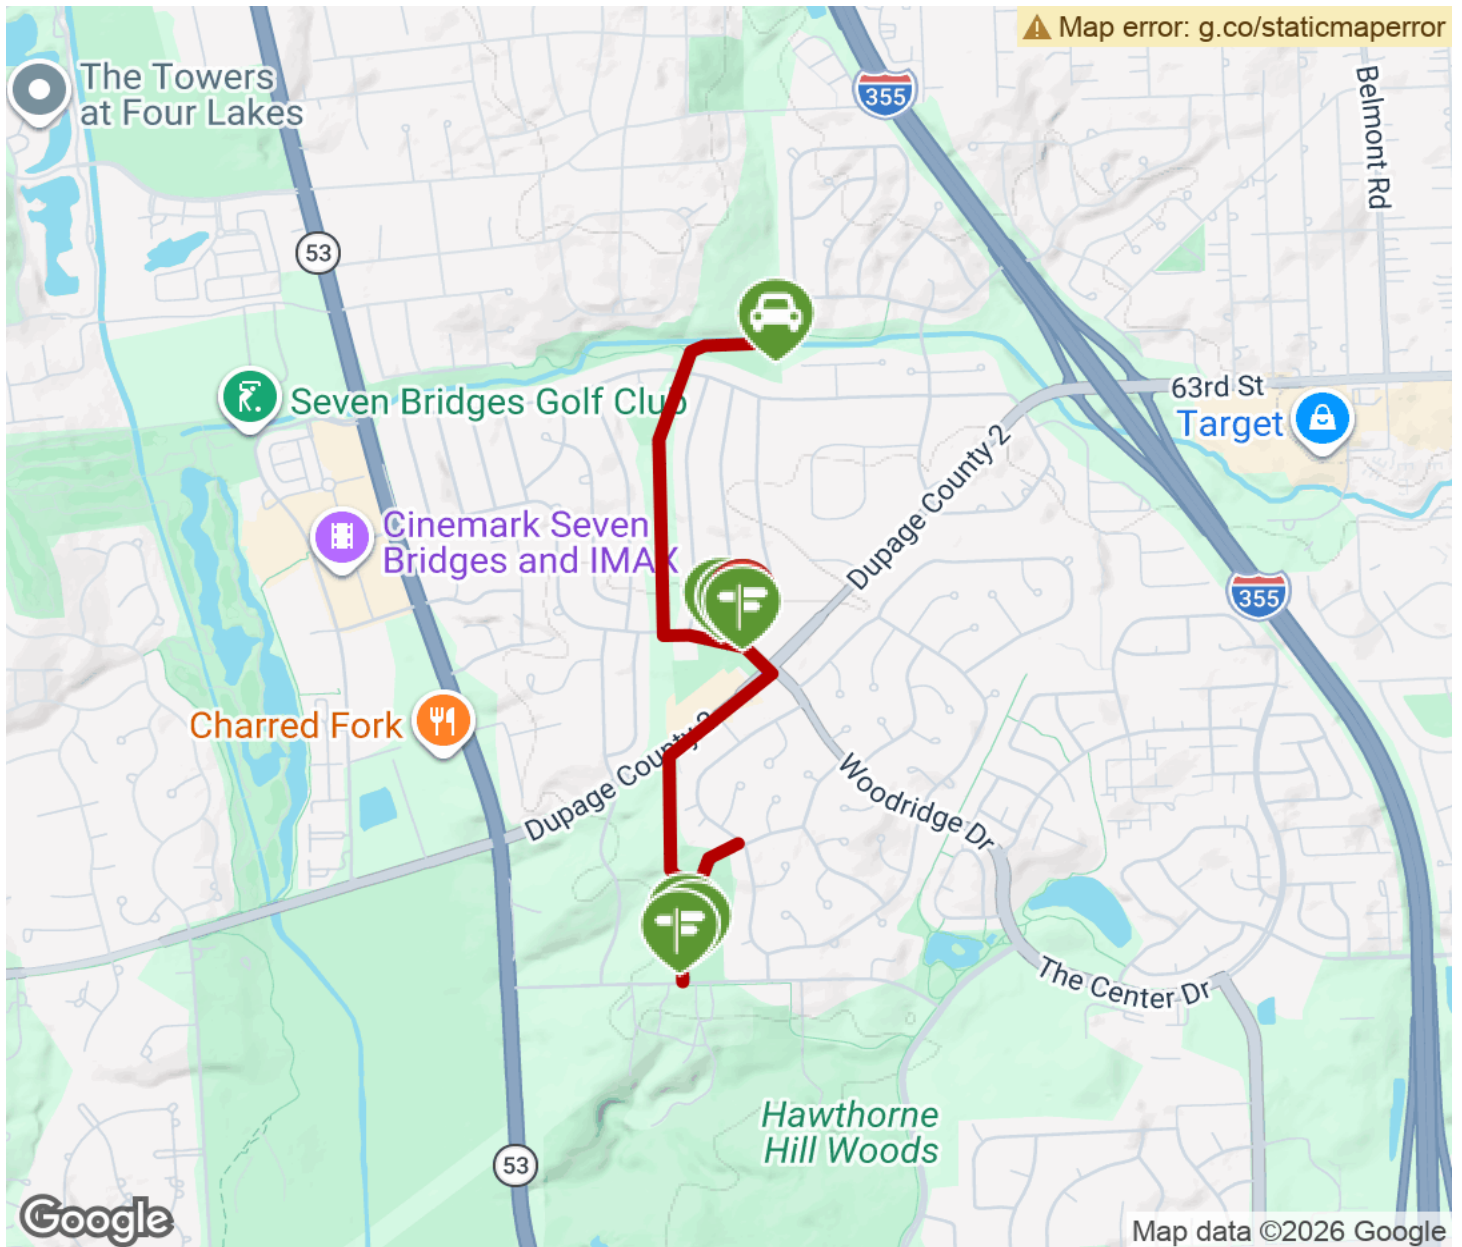 Map error: g.co/staticmaperror
The Towers
at Four Lakes
355
Belmont Rd
53
63rd St
Seven Bridges Golf Club
Target
Dupage County 2
Cinemark Seven
Bridges and IMAX
355
Charred Fork
Dupage County 2
Woodridge Dr
The Center Dr
Hawthorne
Hill Woods
53
Google
Map data ©2026 Google